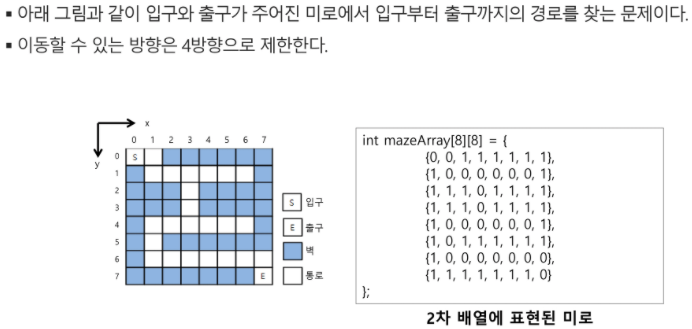 ▪ 아래 그림과 같이 입구와 출구가 주어진 미로에서 입구부터 출구까지의 경로를 찾는 문제이다.
▪ 이동할 수 있는 방향은 4방향으로 제한한다.
x
0 1 2 3 4 5 6 7
y
0 S
1
2
3
4
5
6
7 E
S 입구
E 출구
벽
통로
int mazeArray[8][8] = {
{0, 0, 1, 1, 1, 1, 1, 1},
{1, 0, 0, 0, 0, 0, 0, 1},
{1, 1, 1, 0, 1, 1, 1, 1},
{1, 1, 1, 0, 1, 1, 1, 1},
{1, 0, 0, 0, 0, 0, 0, 1},
{1, 0, 1, 1, 1, 1, 1, 1},
{1, 0, 0, 0, 0, 0, 0, 0},
{1, 1, 1, 1, 1, 1, 1, 0}
};
2차 배열에 표현된 미로